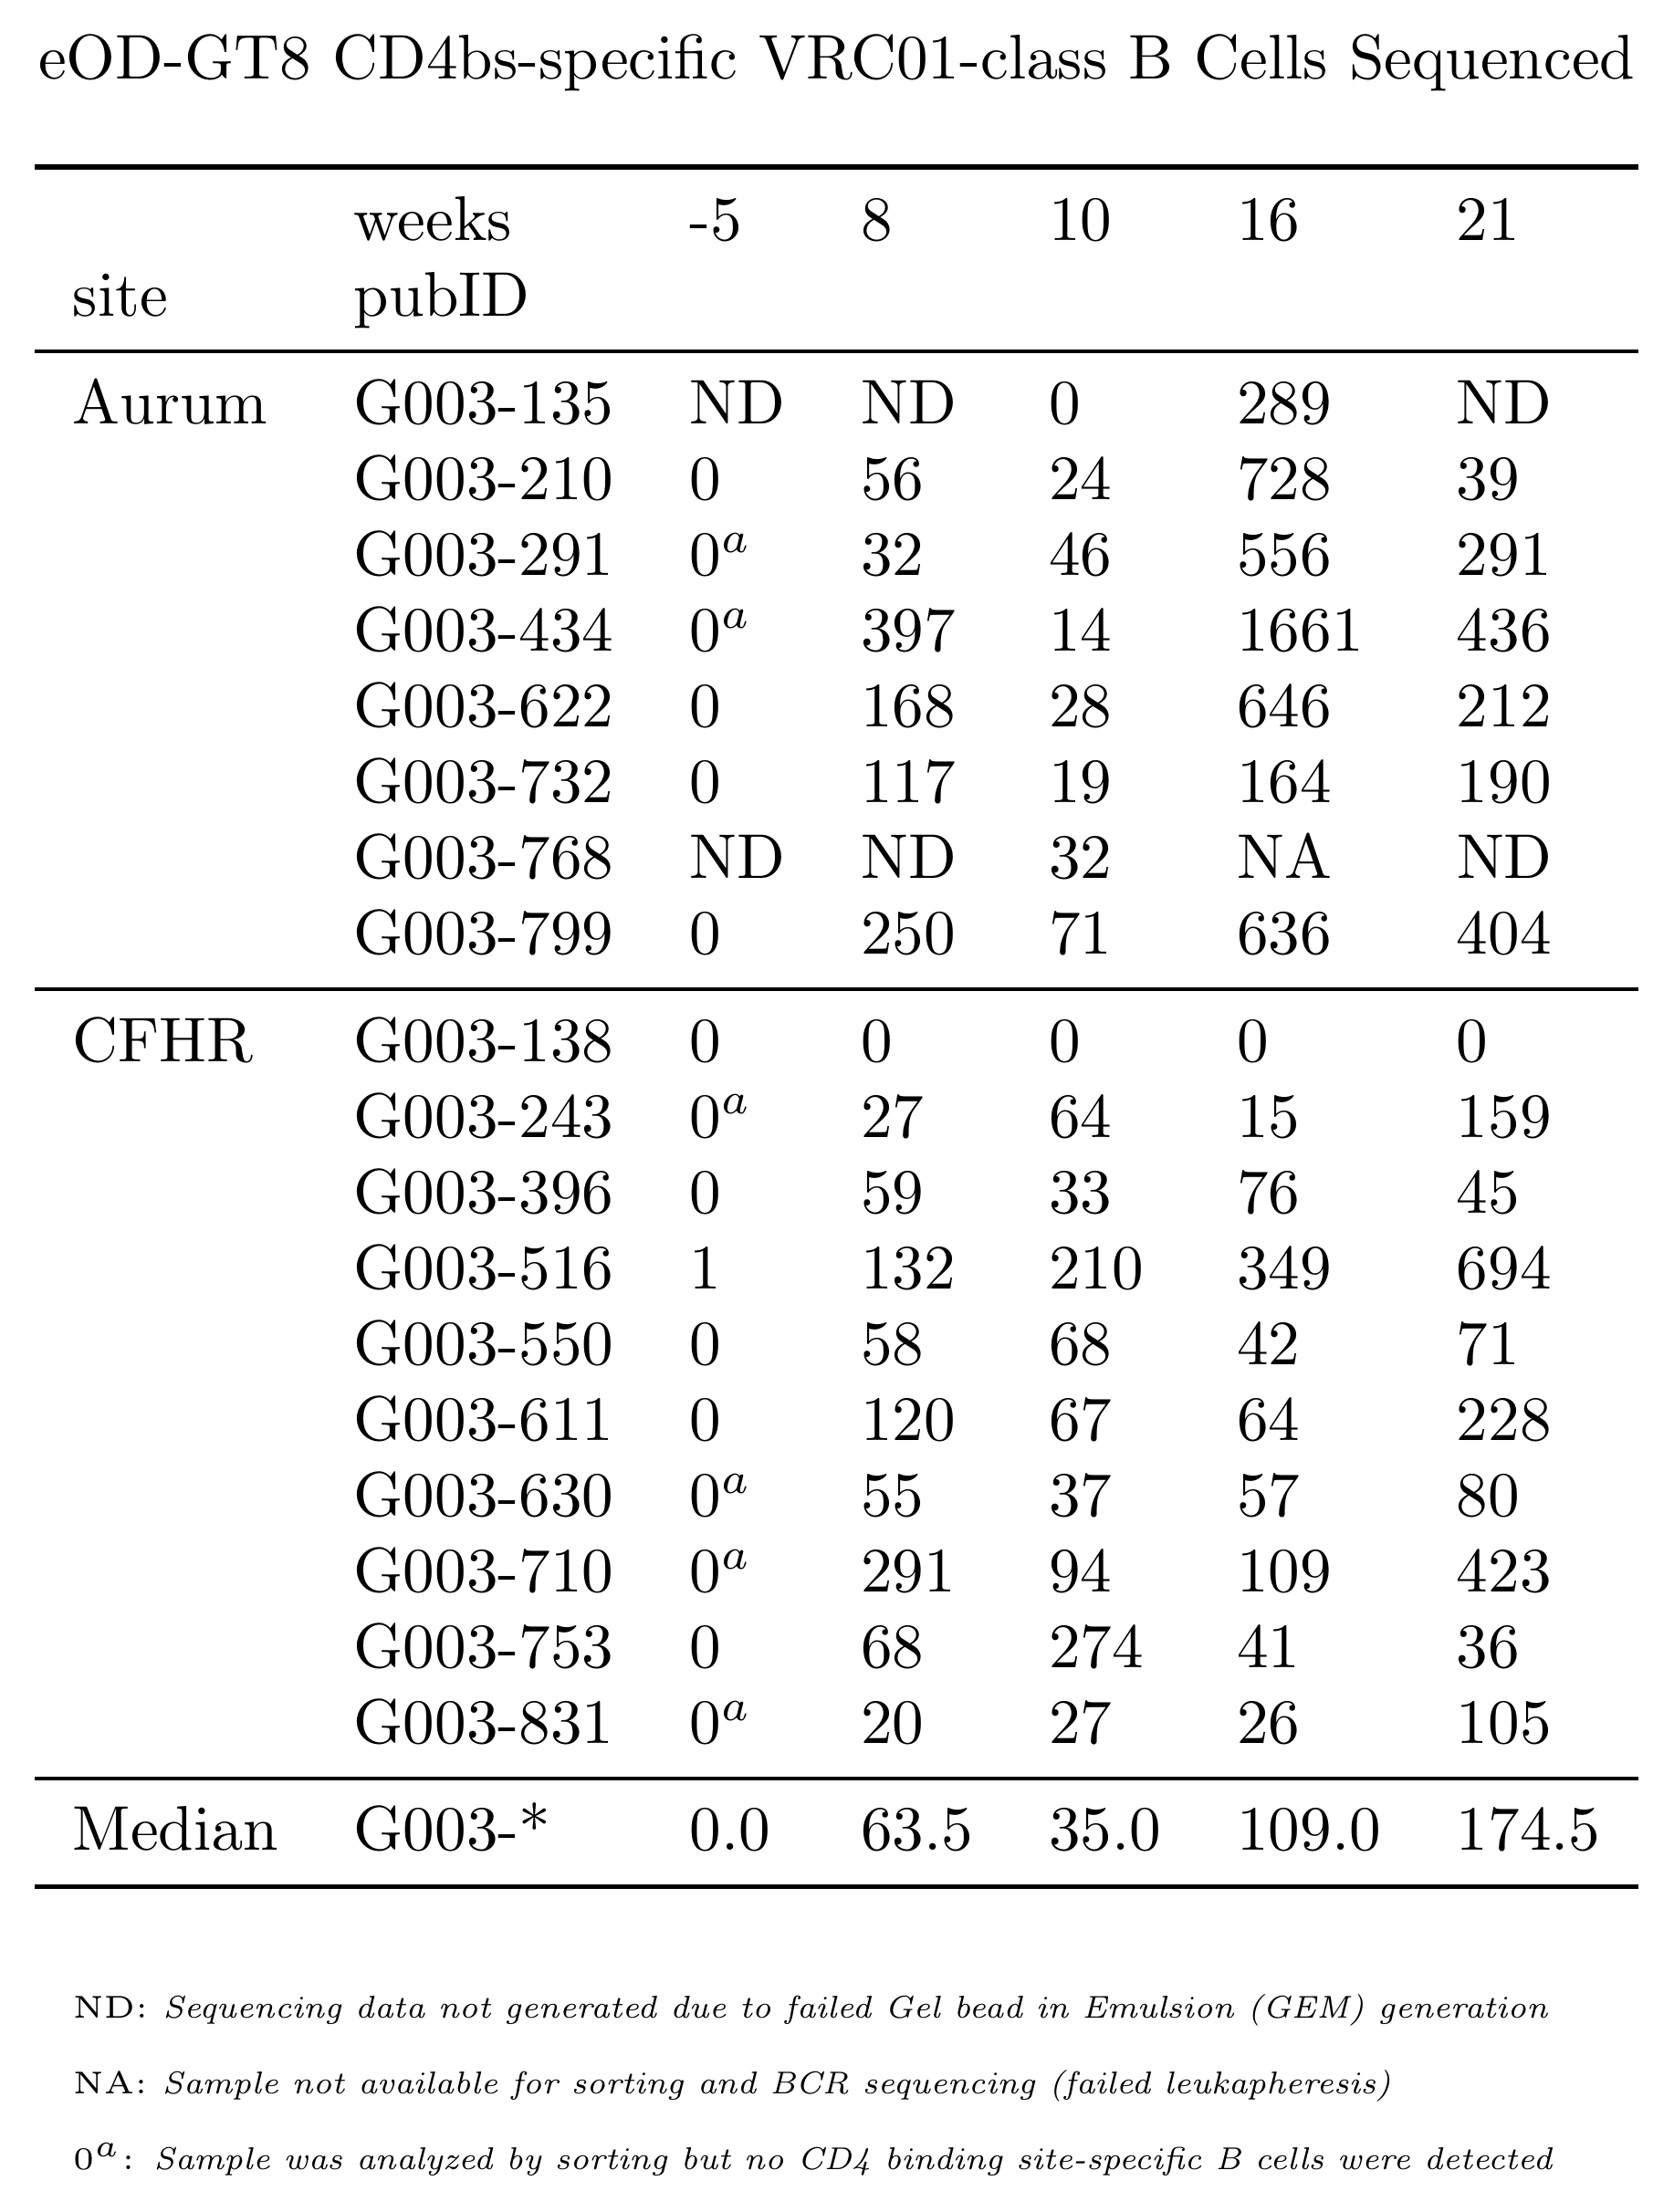 eOD-GT8 CD4bs-specific VRC01-class B Cells Sequenced
weeks -5 8 10 16 21
site pubID
Aurum G003-135 ND ND 0 289 ND
G003-210 0 56 24 728 39
G003-291 0ᵃ 32 46 556 291
G003-434 0ᵃ 397 14 1661 436
G003-622 0 168 28 646 212
G003-732 0 117 19 164 190
G003-768 ND ND 32 NA ND
G003-799 0 250 71 636 404
CFHR G003-138 0 0 0 0 0
G003-243 0ᵃ 27 64 15 159
G003-396 0 59 33 76 45
G003-516 1 132 210 349 694
G003-550 0 58 68 42 71
G003-611 0 120 67 64 228
G003-630 0ᵃ 55 37 57 80
G003-710 0ᵃ 291 94 109 423
G003-753 0 68 274 41 36
G003-831 0ᵃ 20 27 26 105
Median G003-* 0.0 63.5 35.0 109.0 174.5
ND: Sequencing data not generated due to failed Gel bead in Emulsion (GEM) generation
NA: Sample not available for sorting and BCR sequencing (failed leukapheresis)
0ᵃ: Sample was analyzed by sorting but no CD4 binding site-specific B cells were detected